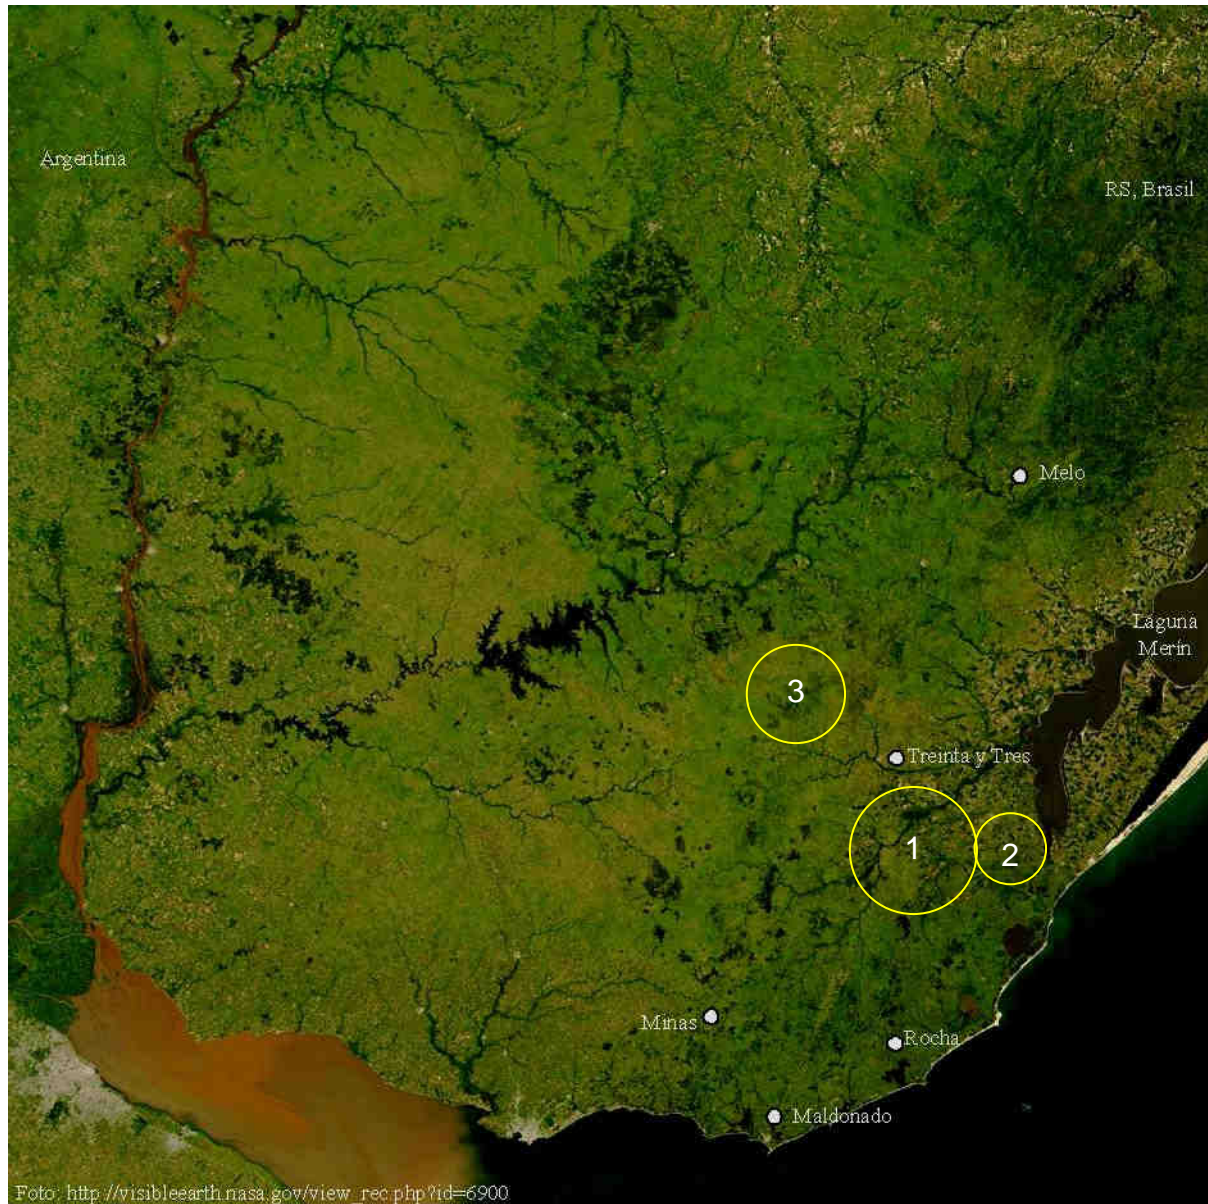 Argentina
RS, Brasil
Melo
Laguna
Merín
3
Treinta y Tres
1
2
Minas
Rocha
Maldonado
Foto: http://visibleearth.nasa.gov/view_rec.php?id=6900